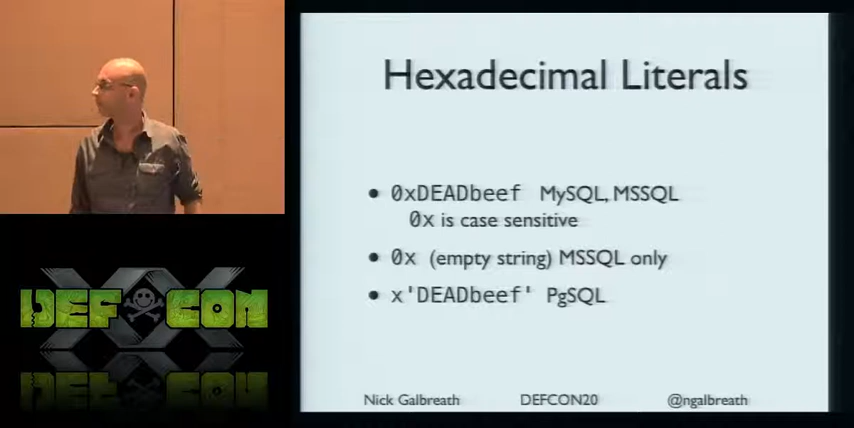 Hexadecimal Literals
• 0xDEADbeef MySQL, MSSQL
0x is case sensitive
• 0x (empty string) MSSQL only
• x'DEADbeef' PgSQL
Nick Galbreath DEFCON20 @ngalbreath
DEF CON
XX